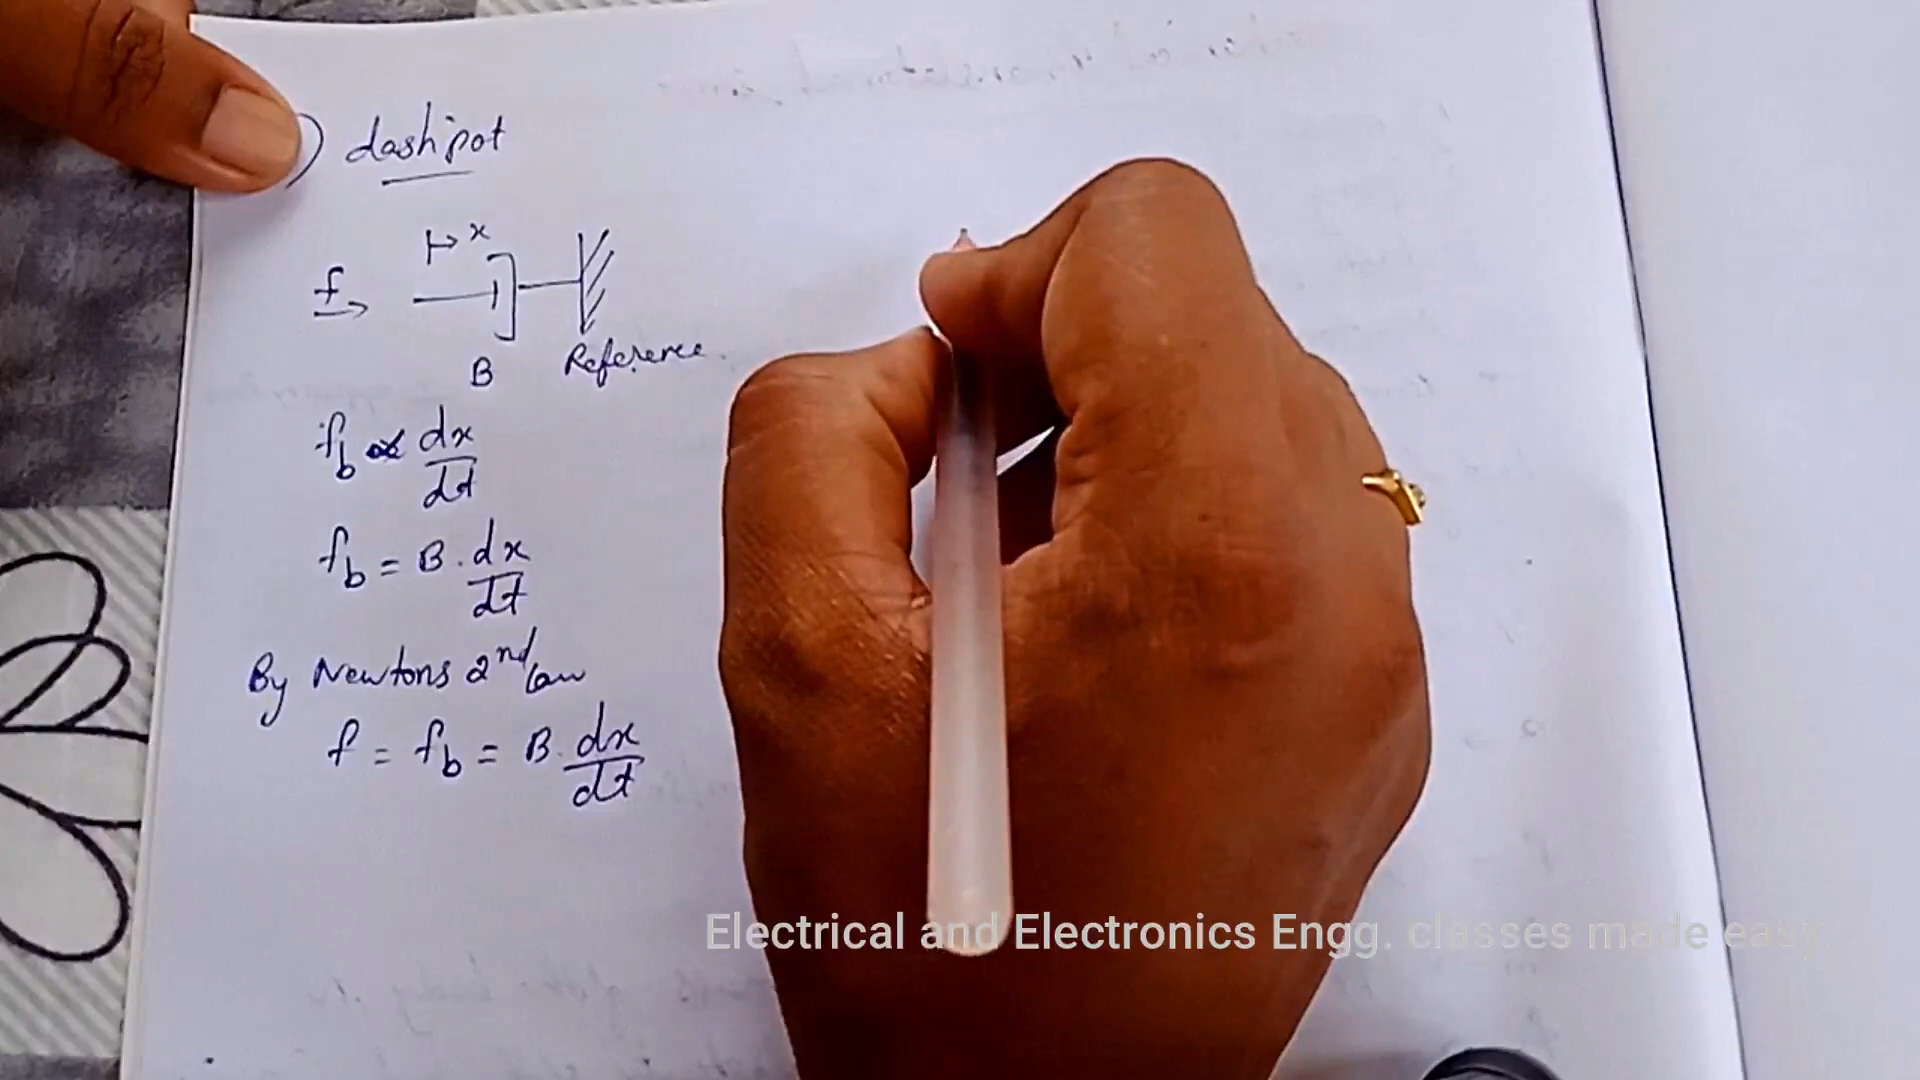 ) dashpot
x
f
B
Reference
fb ∝ dx/dt
fb = B . dx/dt
By Newtons 2nd law
f = fb = B . dx/dt
Electrical and Electronics Engg. classes made easy